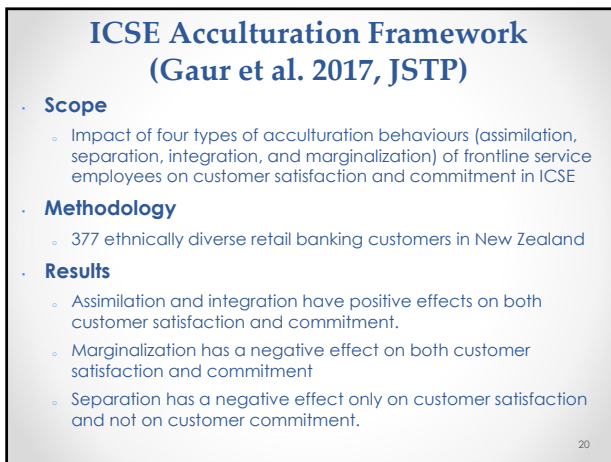 ICSE Acculturation Framework
(Gaur et al. 2017, JSTP)
• Scope
○ Impact of four types of acculturation behaviours (assimilation,
separation, integration, and marginalization) of frontline service
employees on customer satisfaction and commitment in ICSE
• Methodology
○ 377 ethnically diverse retail banking customers in New Zealand
• Results
○ Assimilation and integration have positive effects on both
customer satisfaction and commitment.
○ Marginalization has a negative effect on both customer
satisfaction and commitment
○ Separation has a negative effect only on customer satisfaction
and not on customer commitment.
20